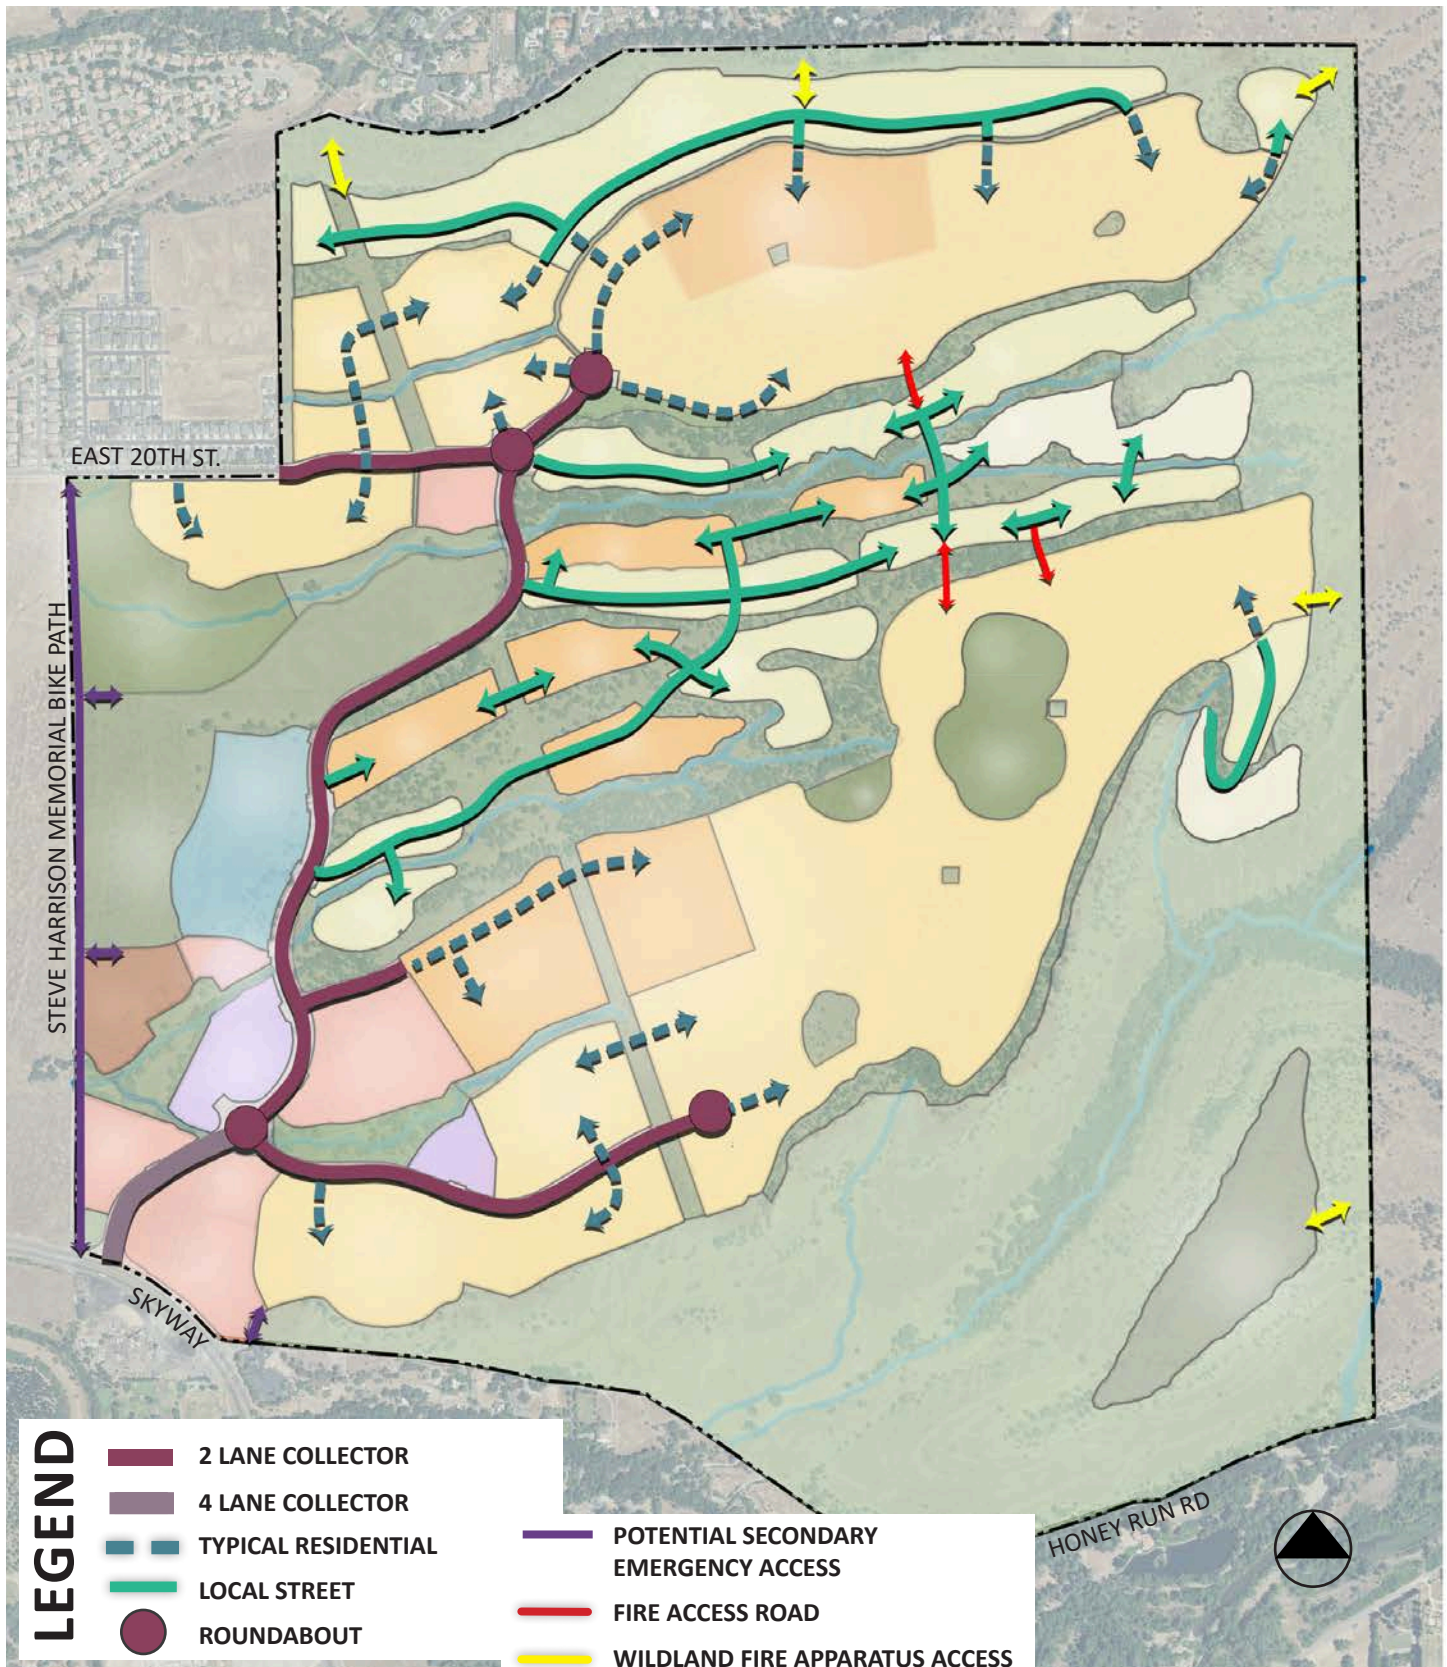 EAST 20TH ST.
STEVE HARRISON MEMORIAL BIKE PATH
SKYWAY
HONEY RUN RD
LEGEND
2 LANE COLLECTOR
4 LANE COLLECTOR
TYPICAL RESIDENTIAL
LOCAL STREET
ROUNDABOUT
POTENTIAL SECONDARY
EMERGENCY ACCESS
FIRE ACCESS ROAD
WILDLAND FIRE APPARATUS ACCESS